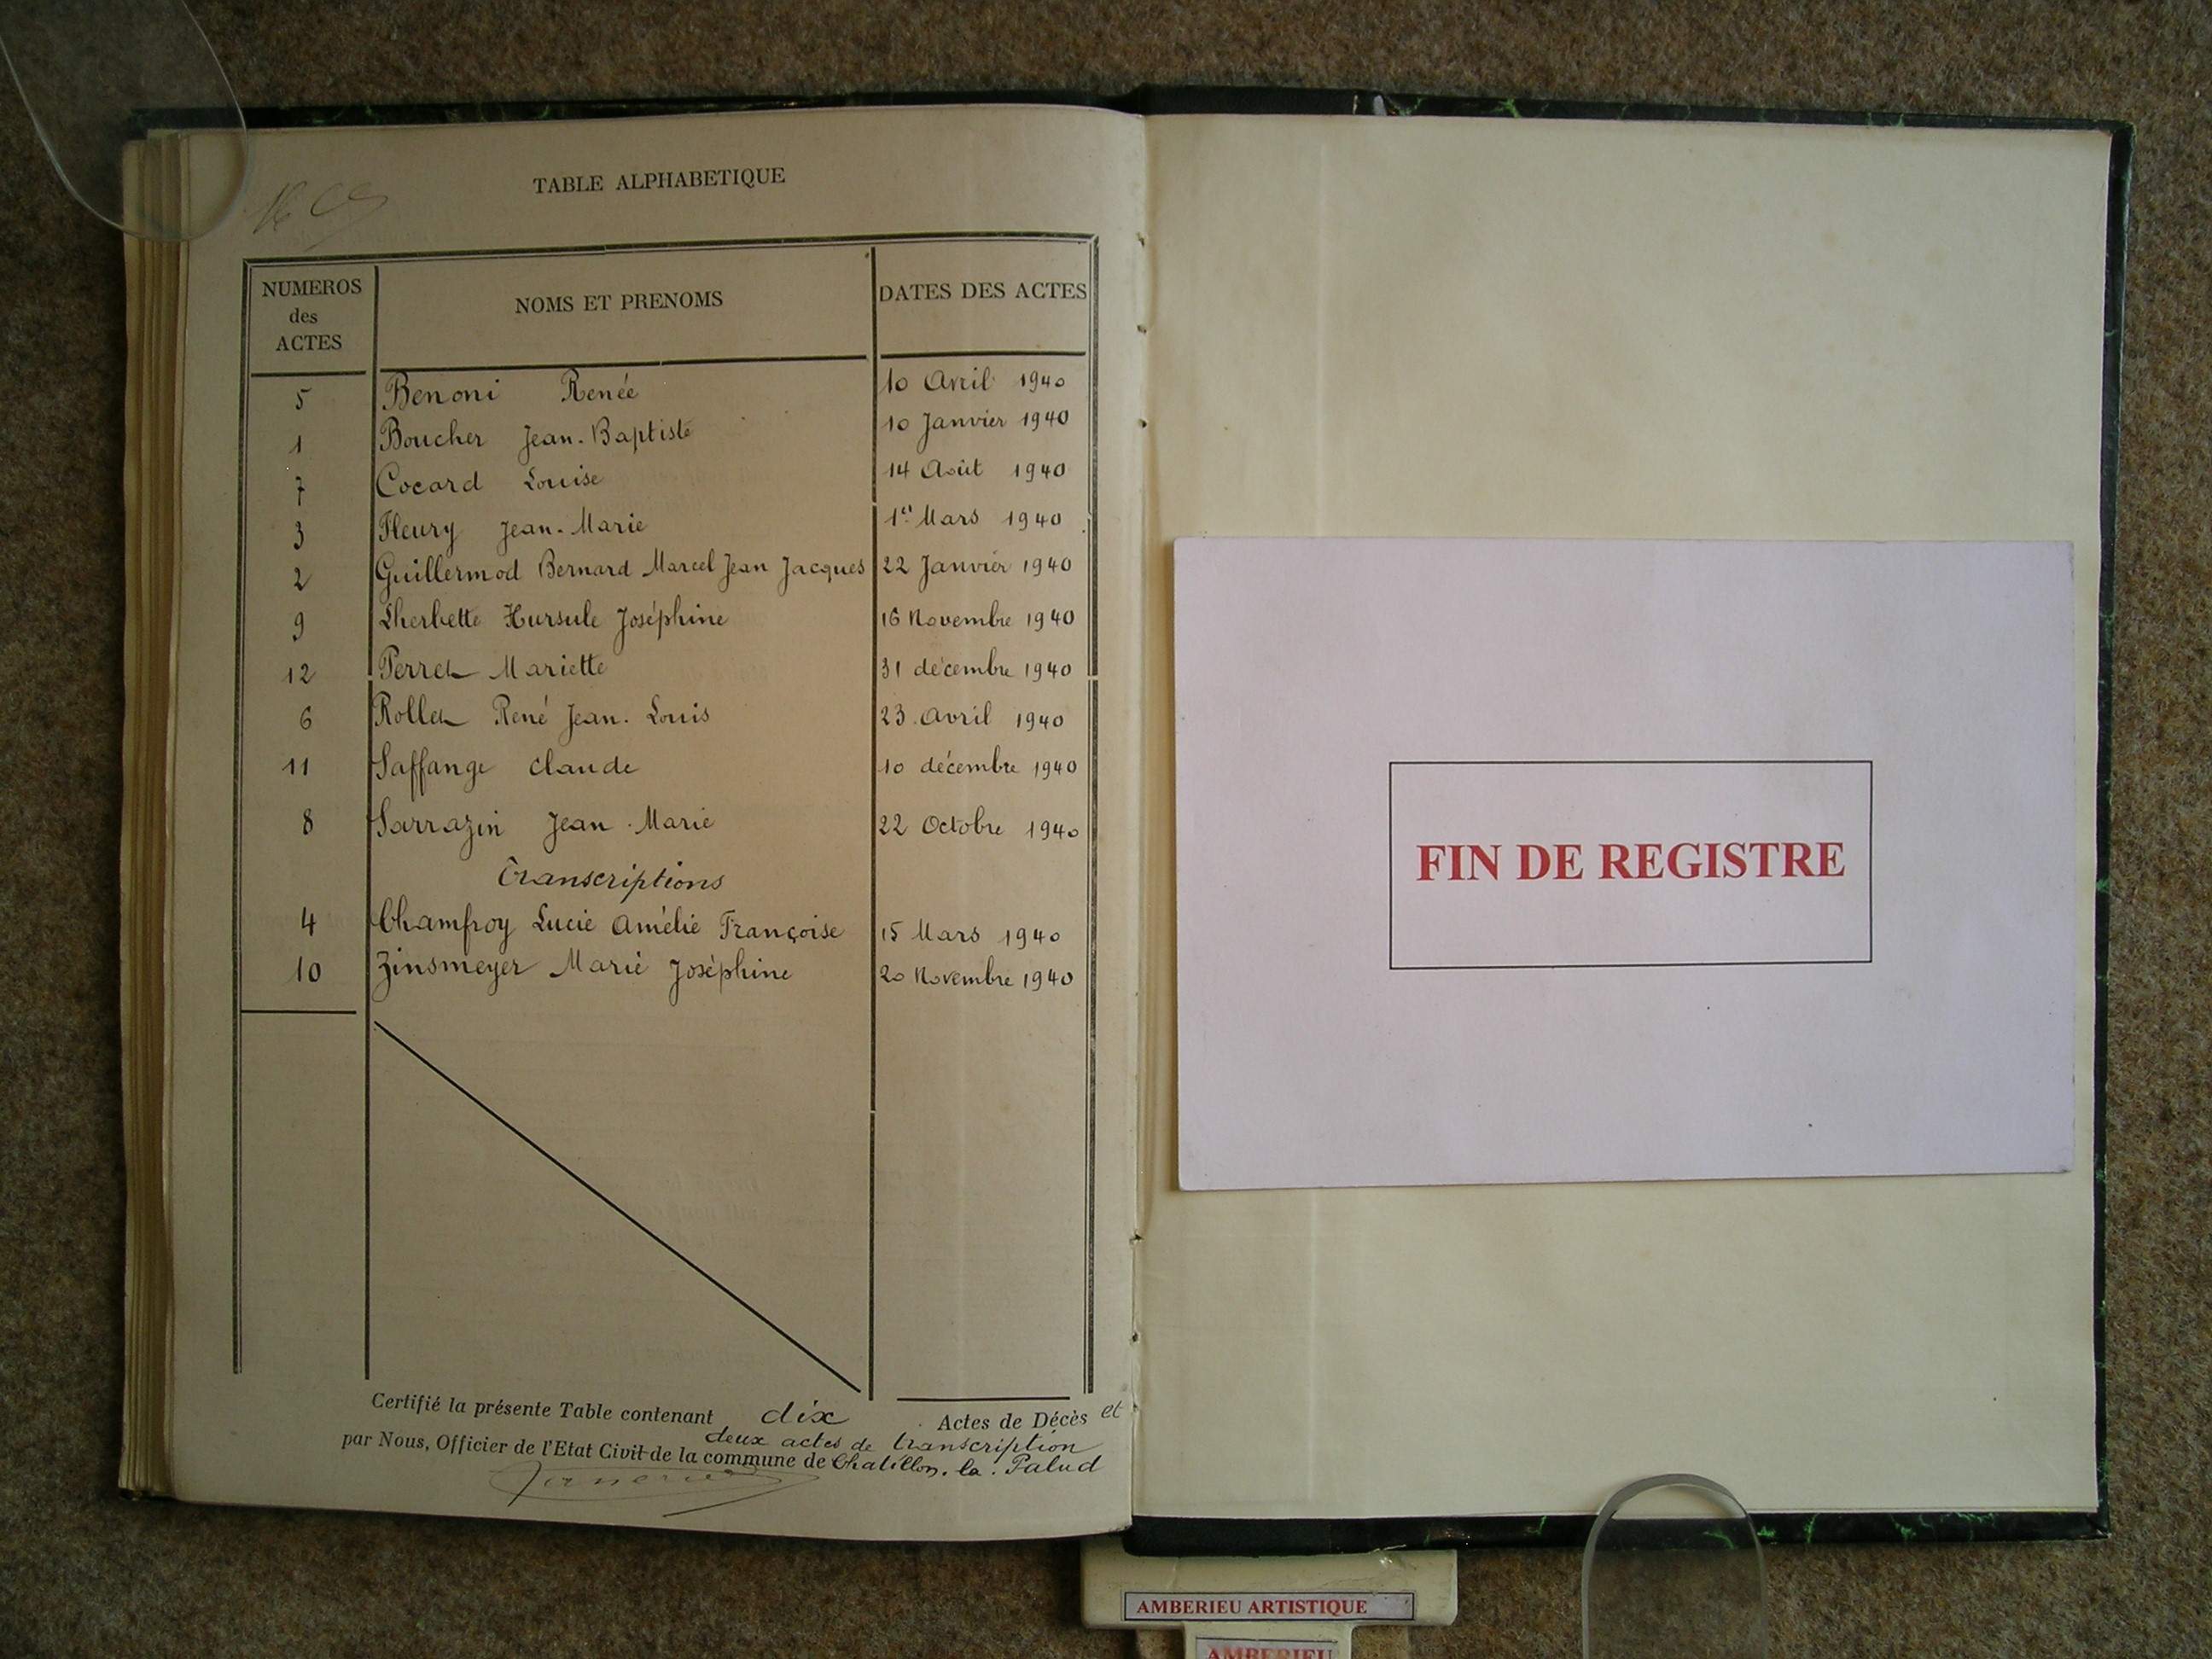 TABLE ALPHABETIQUE
NUMEROS des ACTES NOMS ET PRENOMS DATES DES ACTES
5 Benoni Renée 10 Avril 1940
1 Boucher Jean-Baptiste 10 Janvier 1940
7 Cocard Louise 14 Août 1940
3 Fleury Jean-Marie 1er Mars 1940
2 Guillermod Bernard Marcel Jean Jacques 22 Janvier 1940
9 Lherbette Hursule Joséphine 16 Novembre 1940
12 Perret Mariette 31 décembre 1940
6 Rollet René Jean-Louis 23 Avril 1940
11 Saffange Claude 10 décembre 1940
8 Sarrazin Jean-Marie 22 Octobre 1940
Transcriptions
4 Chamfroy Lucie Amélie Françoise 15 Mars 1940
10 Zinsmeyer Marie Joséphine 20 Novembre 1940
Certifié la présente Table contenant dix Actes de Décès et
deux actes de transcription
par Nous, Officier de l'Etat Civil de la commune de Chatillon-la-Palud
FIN DE REGISTRE
AMBERIEU ARTISTIQUE
AMBERIEU